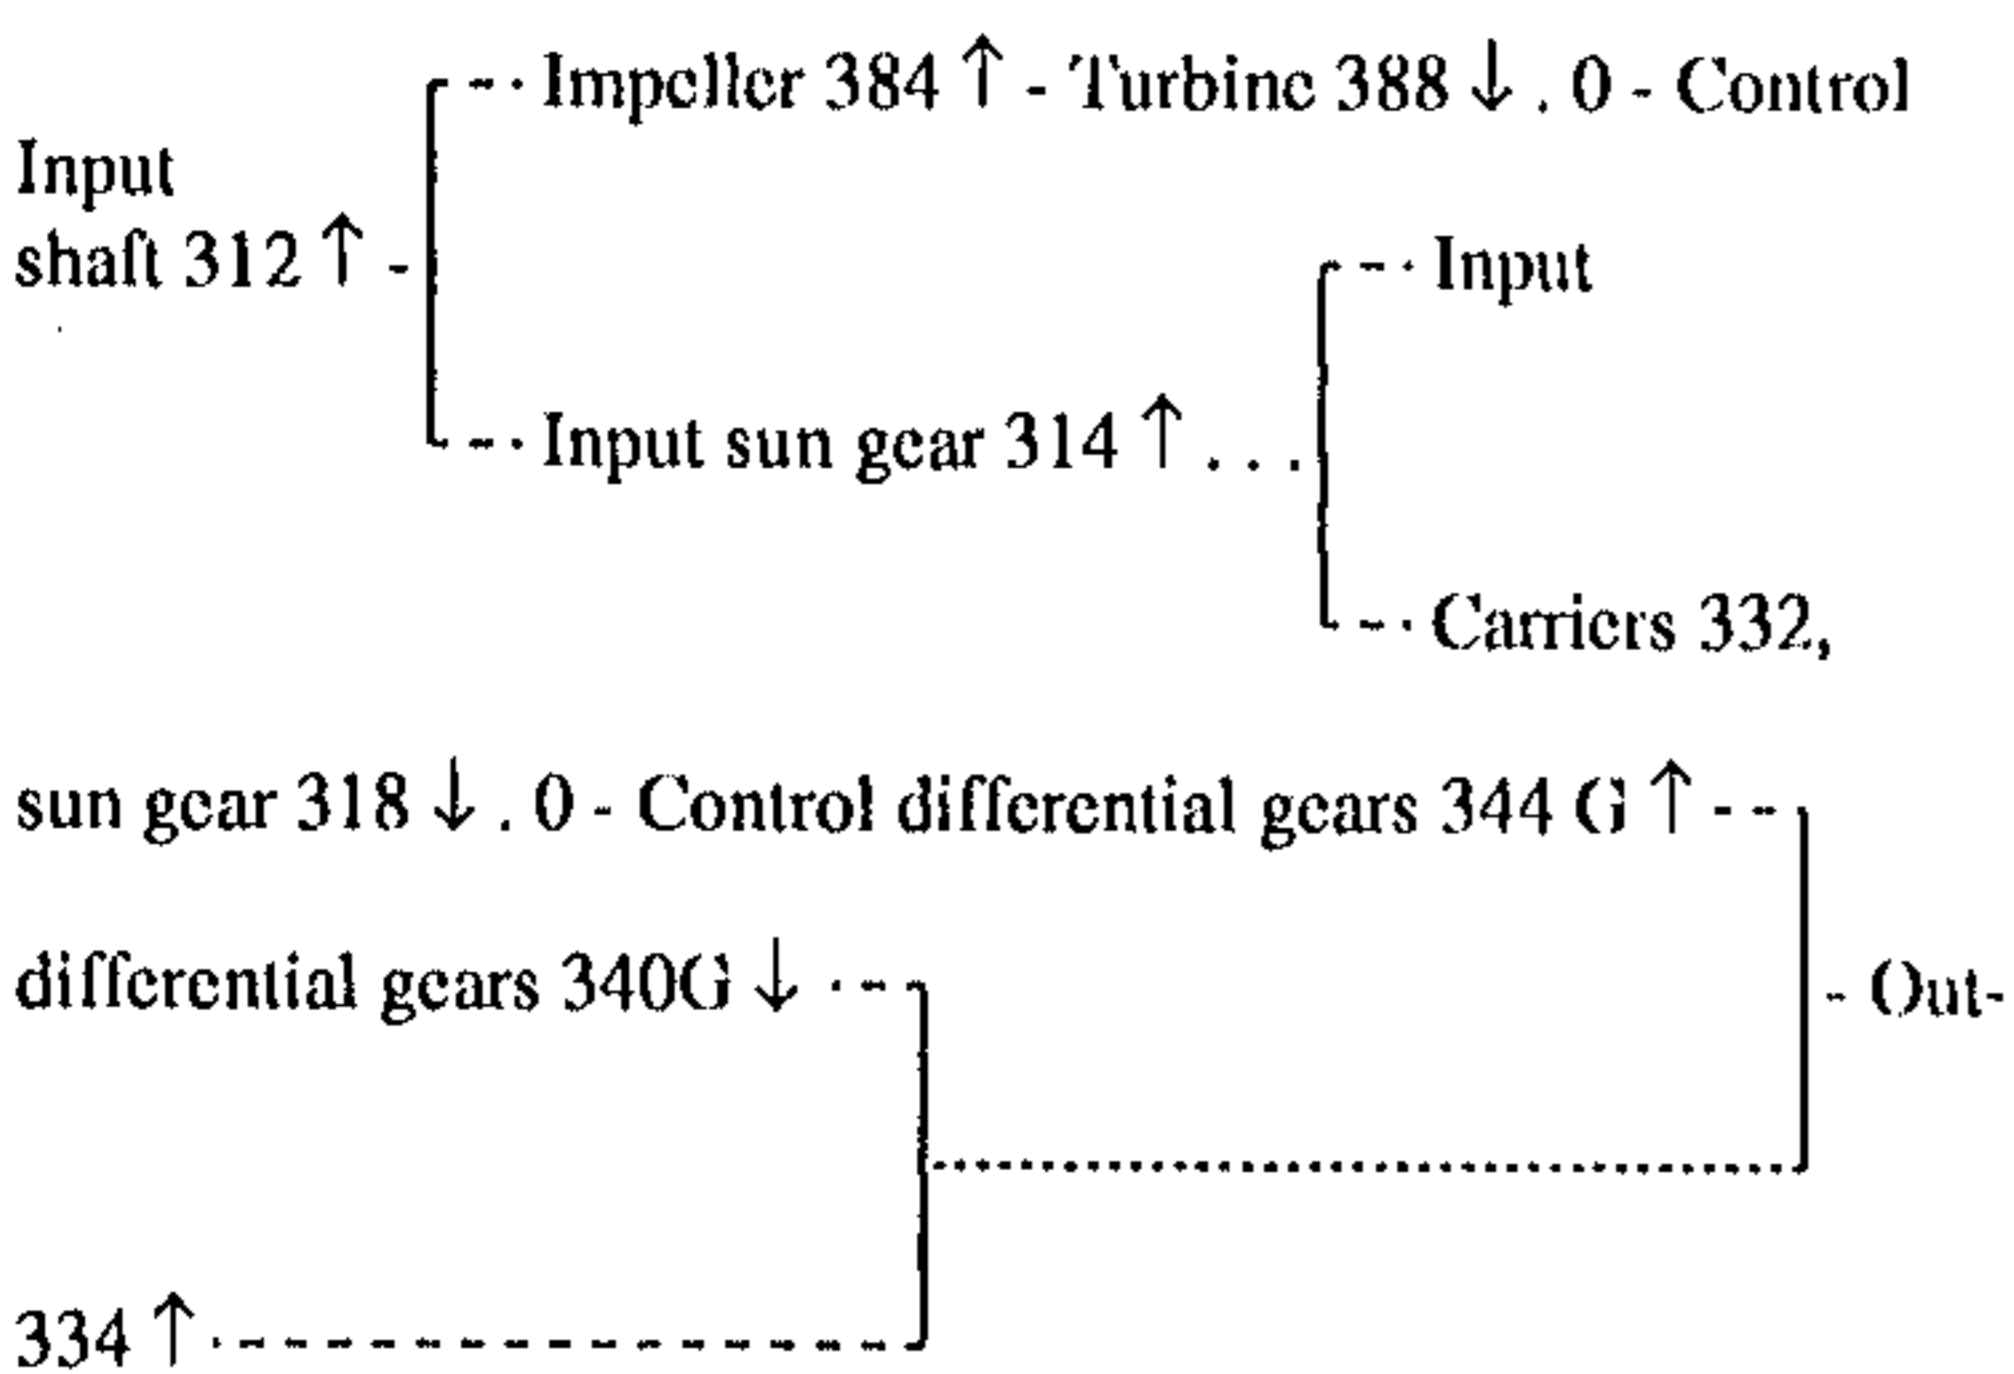 Impeller 384 ↑ - Turbine 388 ↓ . 0 - Control
Input
shaft 312 ↑ -
Input
Input sun gear 314 ↑ . . .
Carriers 332,
sun gear 318 ↓ . 0 - Control differential gears 344 G ↑ - -
differential gears 340G ↓
- Out-
334 ↑